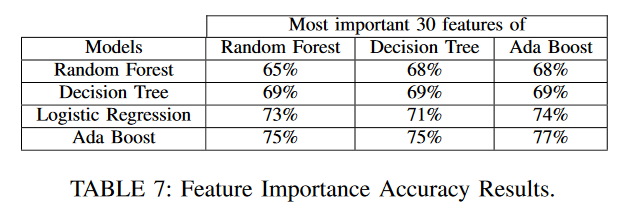 Most important 30 features of
Models Random Forest Decision Tree Ada Boost
Random Forest 65% 68% 68%
Decision Tree 69% 69% 69%
Logistic Regression 73% 71% 74%
Ada Boost 75% 75% 77%
TABLE 7: Feature Importance Accuracy Results.